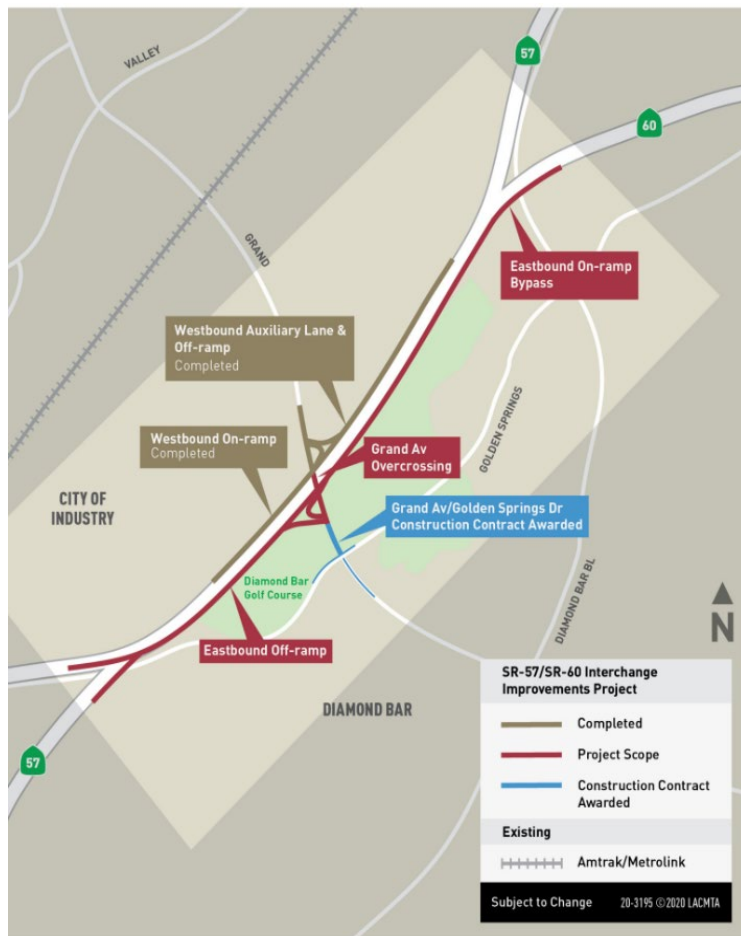 57
60
VALLEY
GRAND
Eastbound On-ramp
Bypass
Westbound Auxiliary Lane &
Off-ramp
Completed
GOLDEN SPRINGS
Westbound On-ramp
Completed
Grand Av
Overcrossing
CITY OF
INDUSTRY
Grand Av/Golden Springs Dr
Construction Contract Awarded
Diamond Bar
Golf Course
DIAMOND BAR BL
N
Eastbound Off-ramp
DIAMOND BAR
57
SR-57/SR-60 Interchange
Improvements Project
Completed
Project Scope
Construction Contract
Awarded
Existing
Amtrak/Metrolink
Subject to Change 20-3195 ©2020 LACMTA